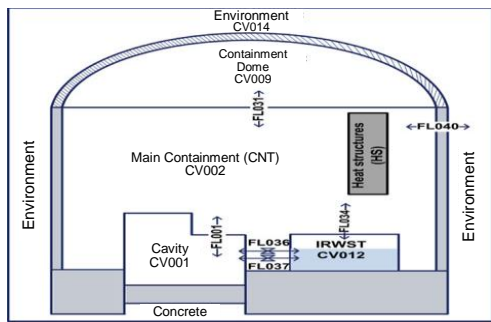 Environment
CV014
Containment
Dome
CV009
FL031
FL040
Main Containment (CNT)
CV002
Heat structures
(HS)
Environment
Environment
FL034
FL001
FL036
Cavity
CV001
IRWST
CV012
FL037
Concrete